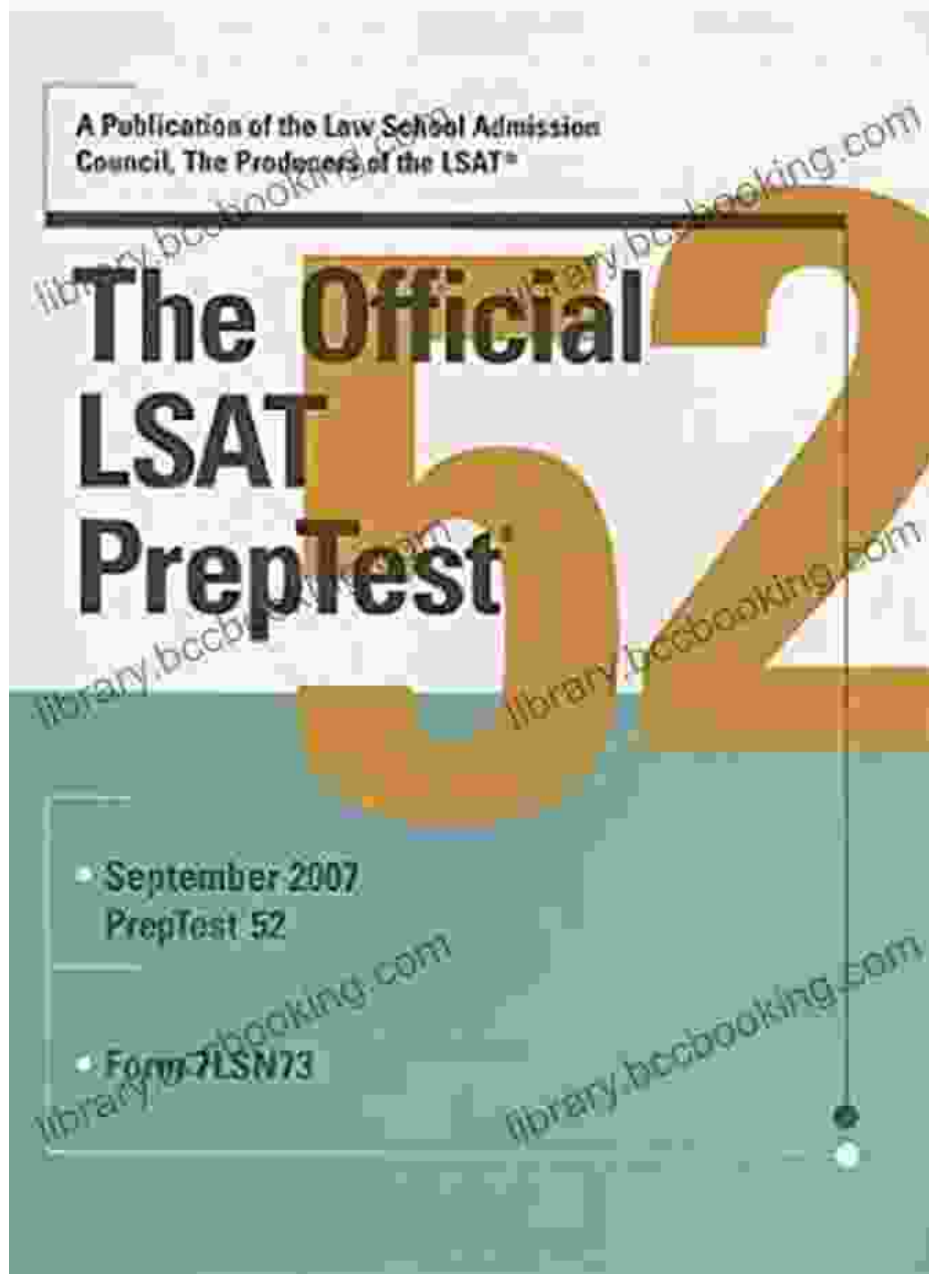 A Publication of the Law School Admission
Council, The Producers of the LSAT®
The Official
LSAT
PrepTest
52
• September 2007
PrepTest 52
• Form 7LSN73
library.bccbooking.com
library.bccbooking.com
library.bccbooking.com
library.bccbooking.com
library.bccbooking.com
library.bccbooking.com